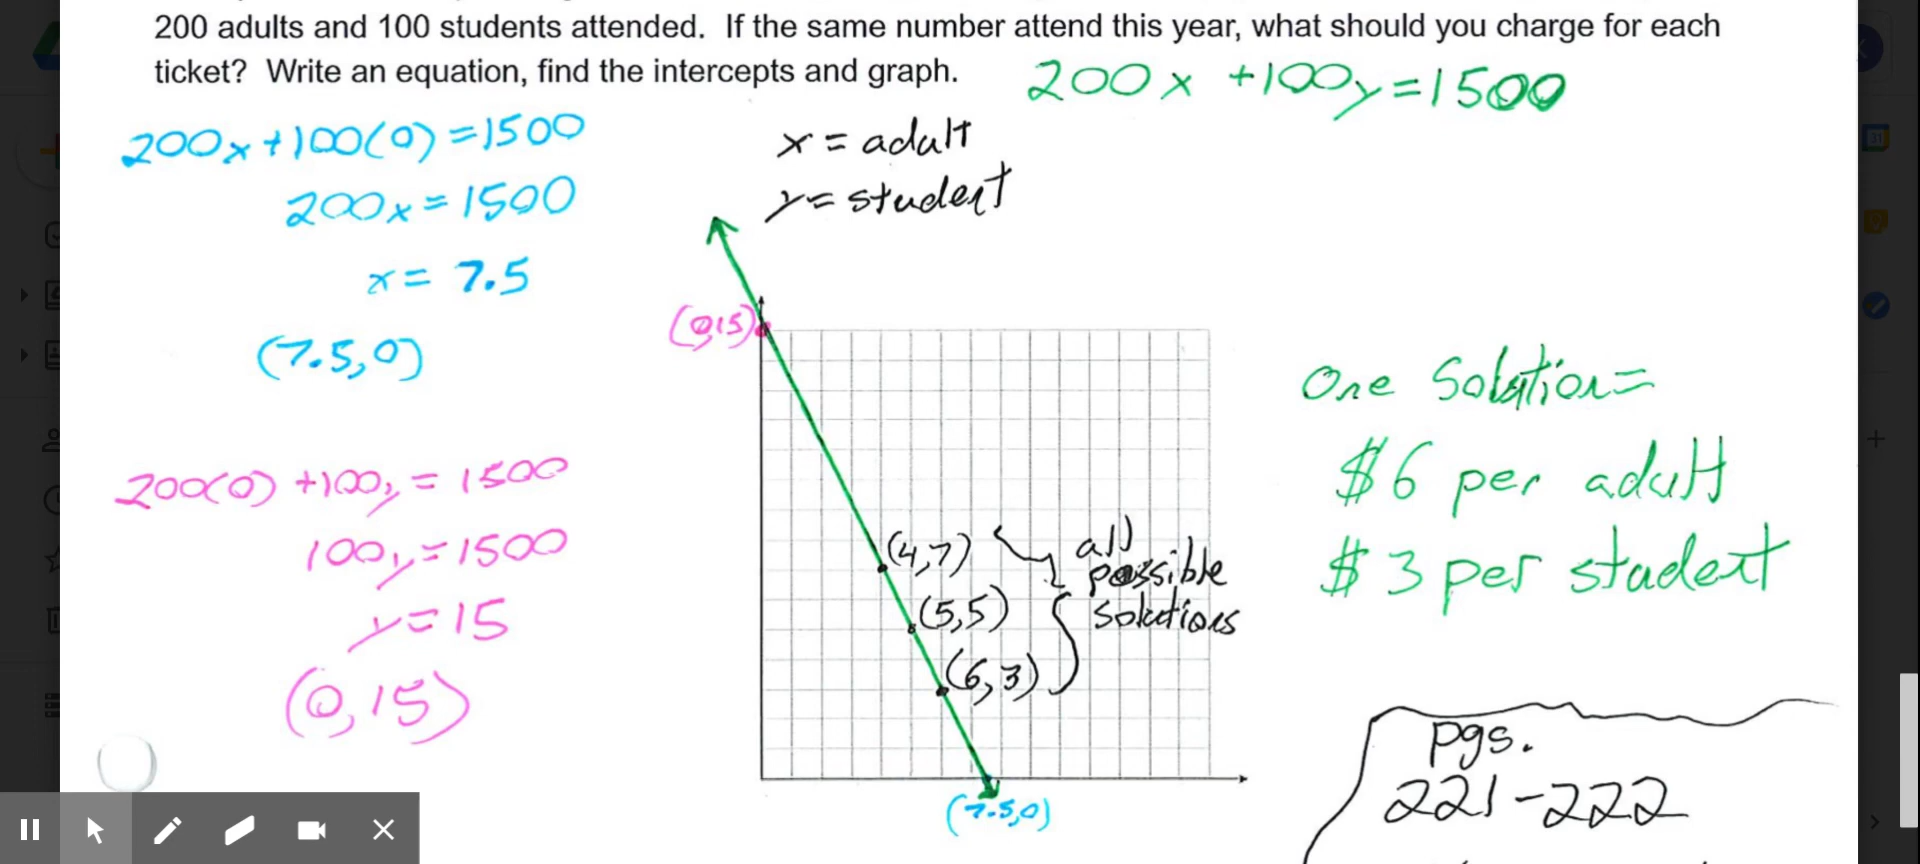 200 adults and 100 students attended.  If the same number attend this year, what should you charge for each
ticket?  Write an equation, find the intercepts and graph.
200x +100y=1500
200x+100(0)=1500
200x=1500
x= 7.5
(7.5,0)
x= adult
y= student
200(0) +100y= 1500
100y=1500
y=15
(0,15)
(0,15)
(4,7)
(5,5)
(6,3)
all
possible
solutions
(7.5,0)
One Solution=
$6 per adult
$3 per student
pgs.
221-222
31